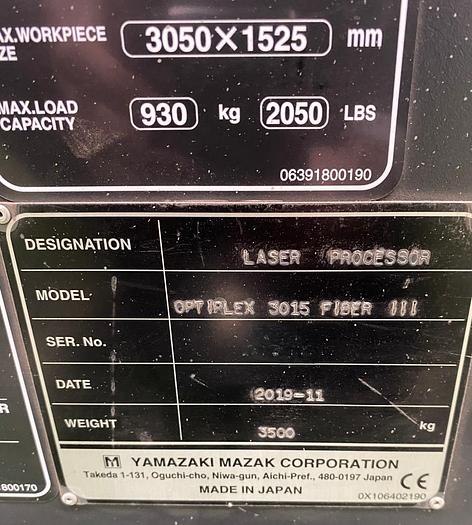 AX.WORKPIECE 3050×1525 mm
ZE
MAX.LOAD
CAPACITY 930 kg 2050 LBS
06391800190
DESIGNATION LASER PROCESSOR
MODEL OPTIPLEX 3015 FIBER III
SER. No.
DATE 2019-11
WEIGHT 3500 kg
R
800170
M YAMAZAKI MAZAK CORPORATION
Takeda 1-131, Oguchi-cho, Niwa-gun, Aichi-Pref., 480-0197 Japan CE
MADE IN JAPAN 0X106402190